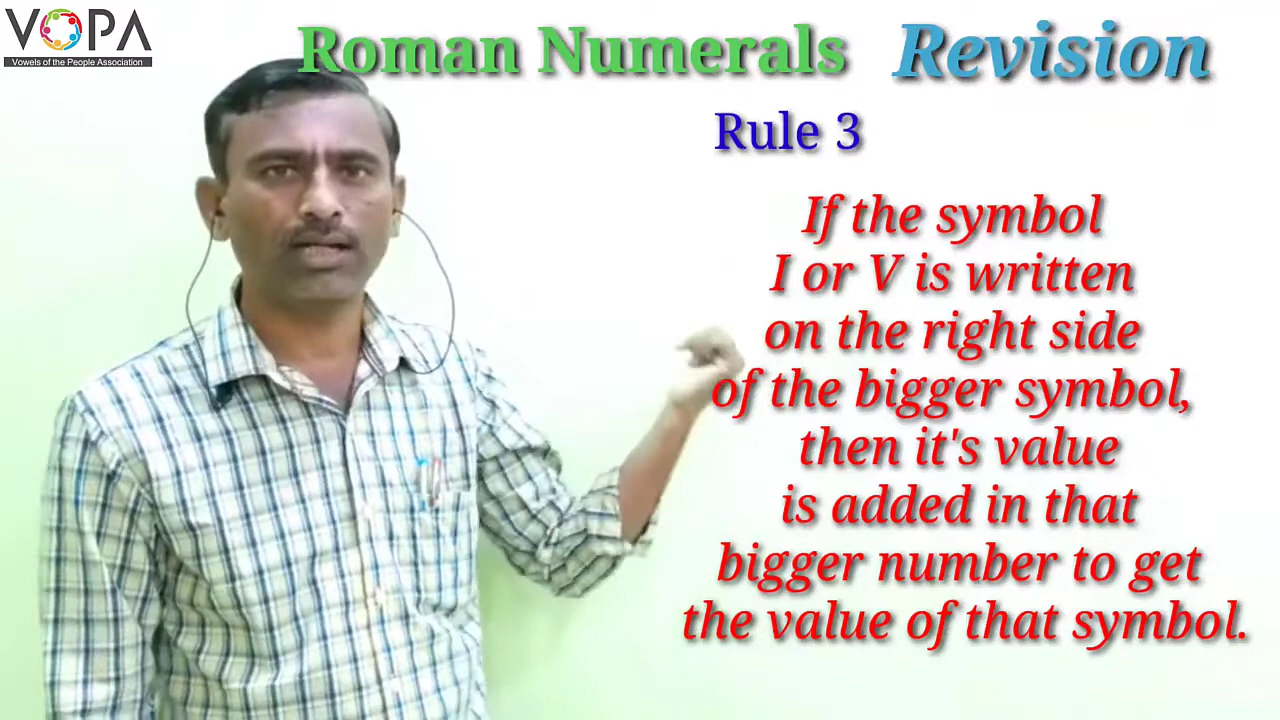 VOPA
Vowels of the People Association
Roman Numerals Revision
Rule 3
If the symbol
I or V is written
on the right side
of the bigger symbol,
then it's value
is added in that
bigger number to get
the value of that symbol.